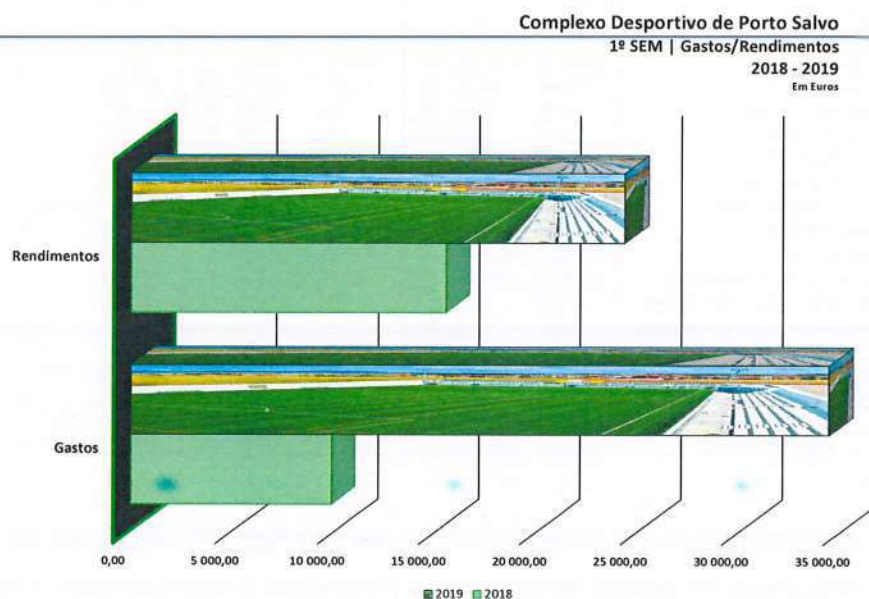 Complexo Desportivo de Porto Salvo
1º SEM | Gastos/Rendimentos
2018 - 2019
Em Euros
Rendimentos
Gastos
0,00 5 000,00 10 000,00 15 000,00 20 000,00 25 000,00 30 000,00 35 000,00
2019 2018